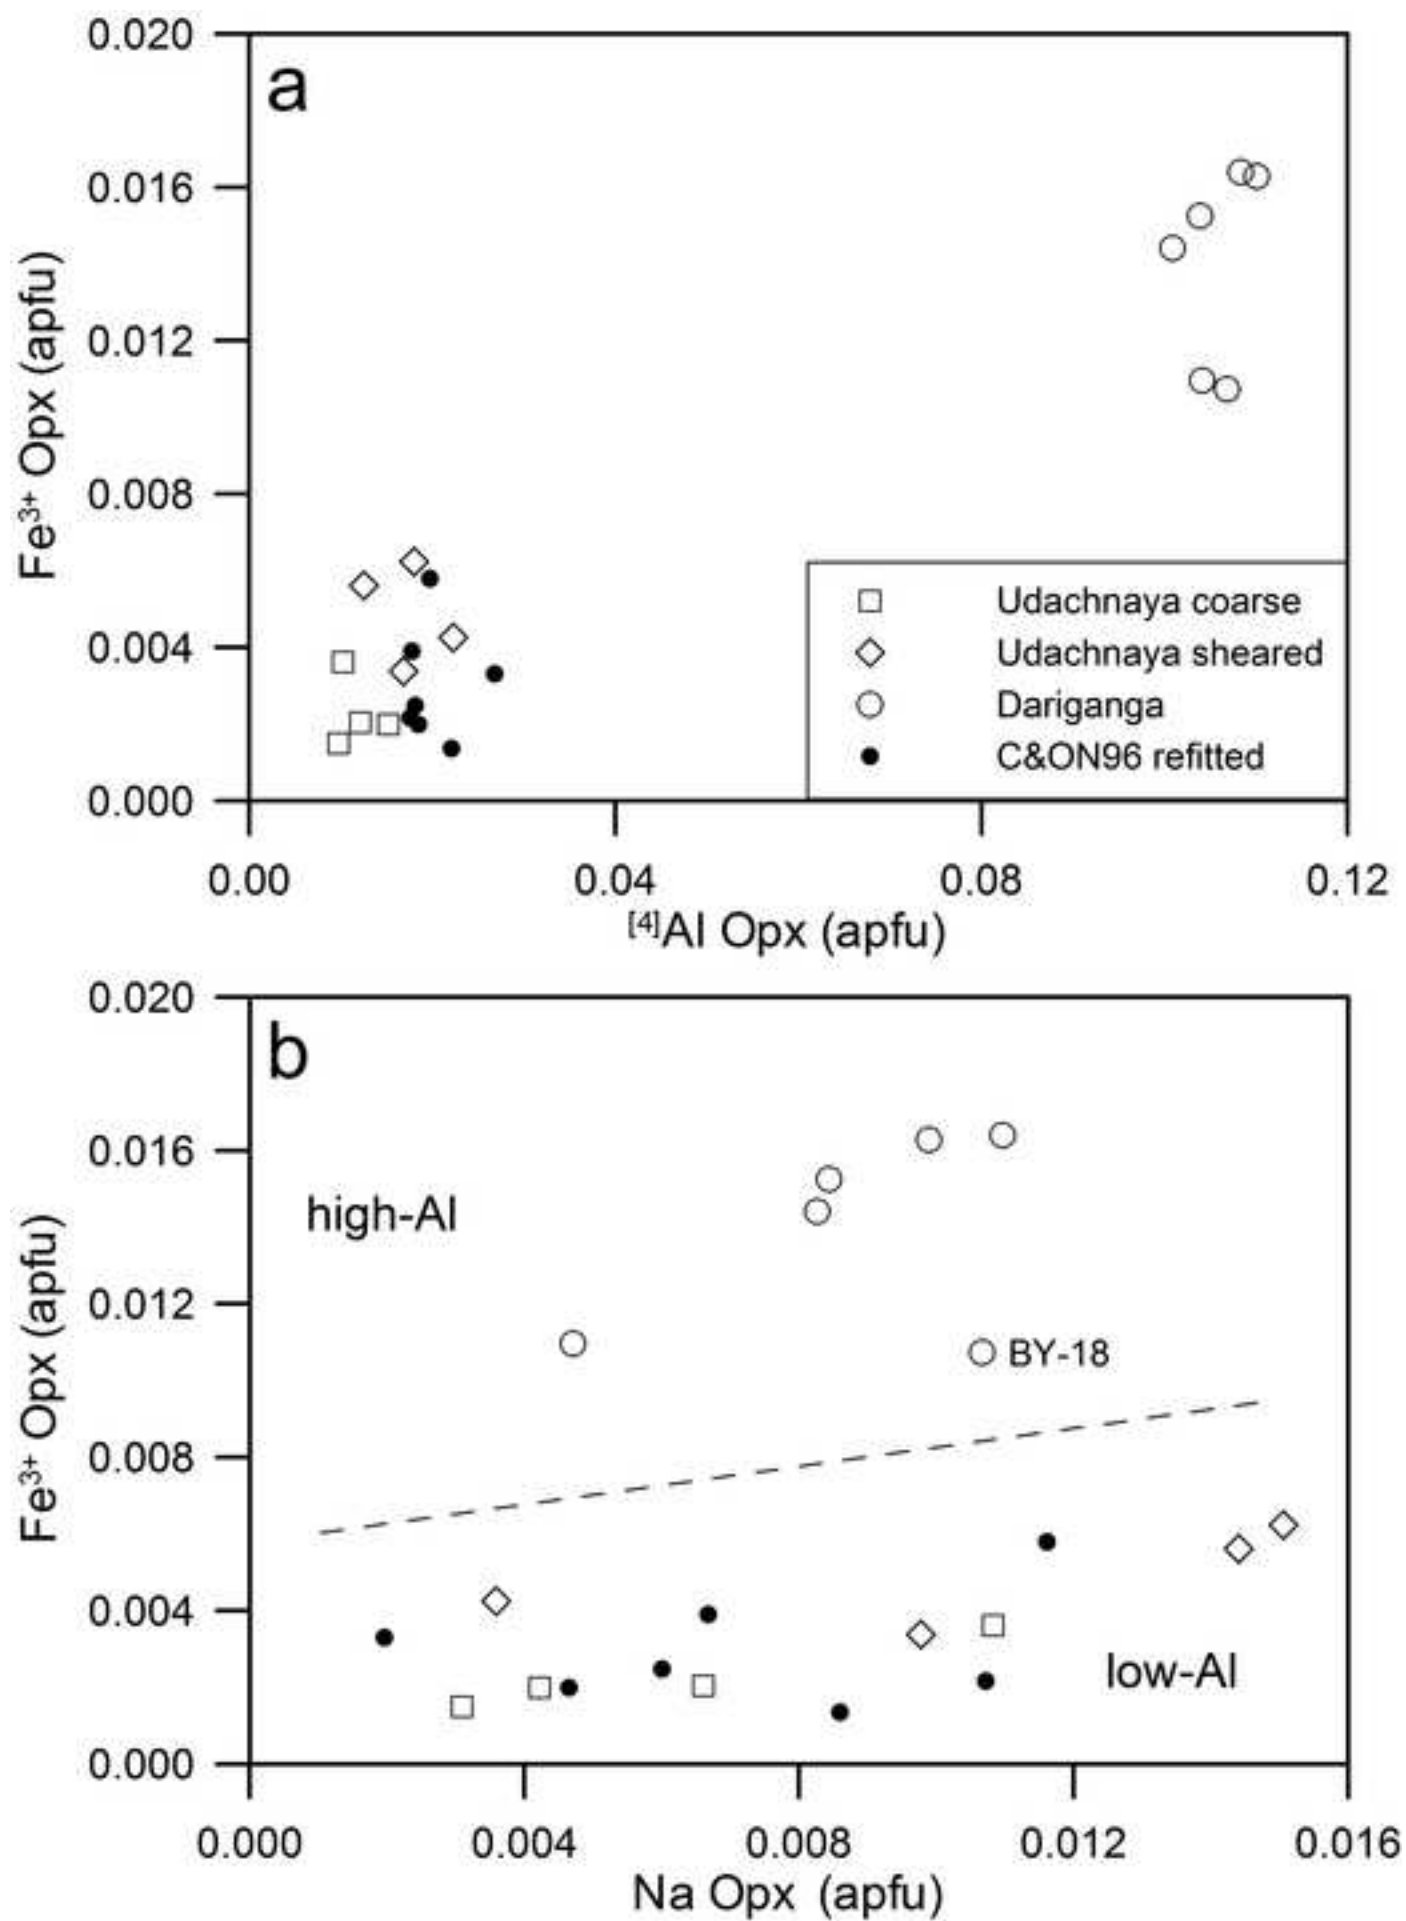 a
0.020
0.016
0.012
0.008
0.004
0.000
Fe3+ Opx (apfu)
Udachnaya coarse
Udachnaya sheared
Dariganga
C&ON96 refitted
0.00 0.04 0.08 0.12
[4]Al Opx (apfu)
b
0.020
0.016
0.012
0.008
0.004
0.000
Fe3+ Opx (apfu)
high-Al
BY-18
low-Al
0.000 0.004 0.008 0.012 0.016
Na Opx (apfu)